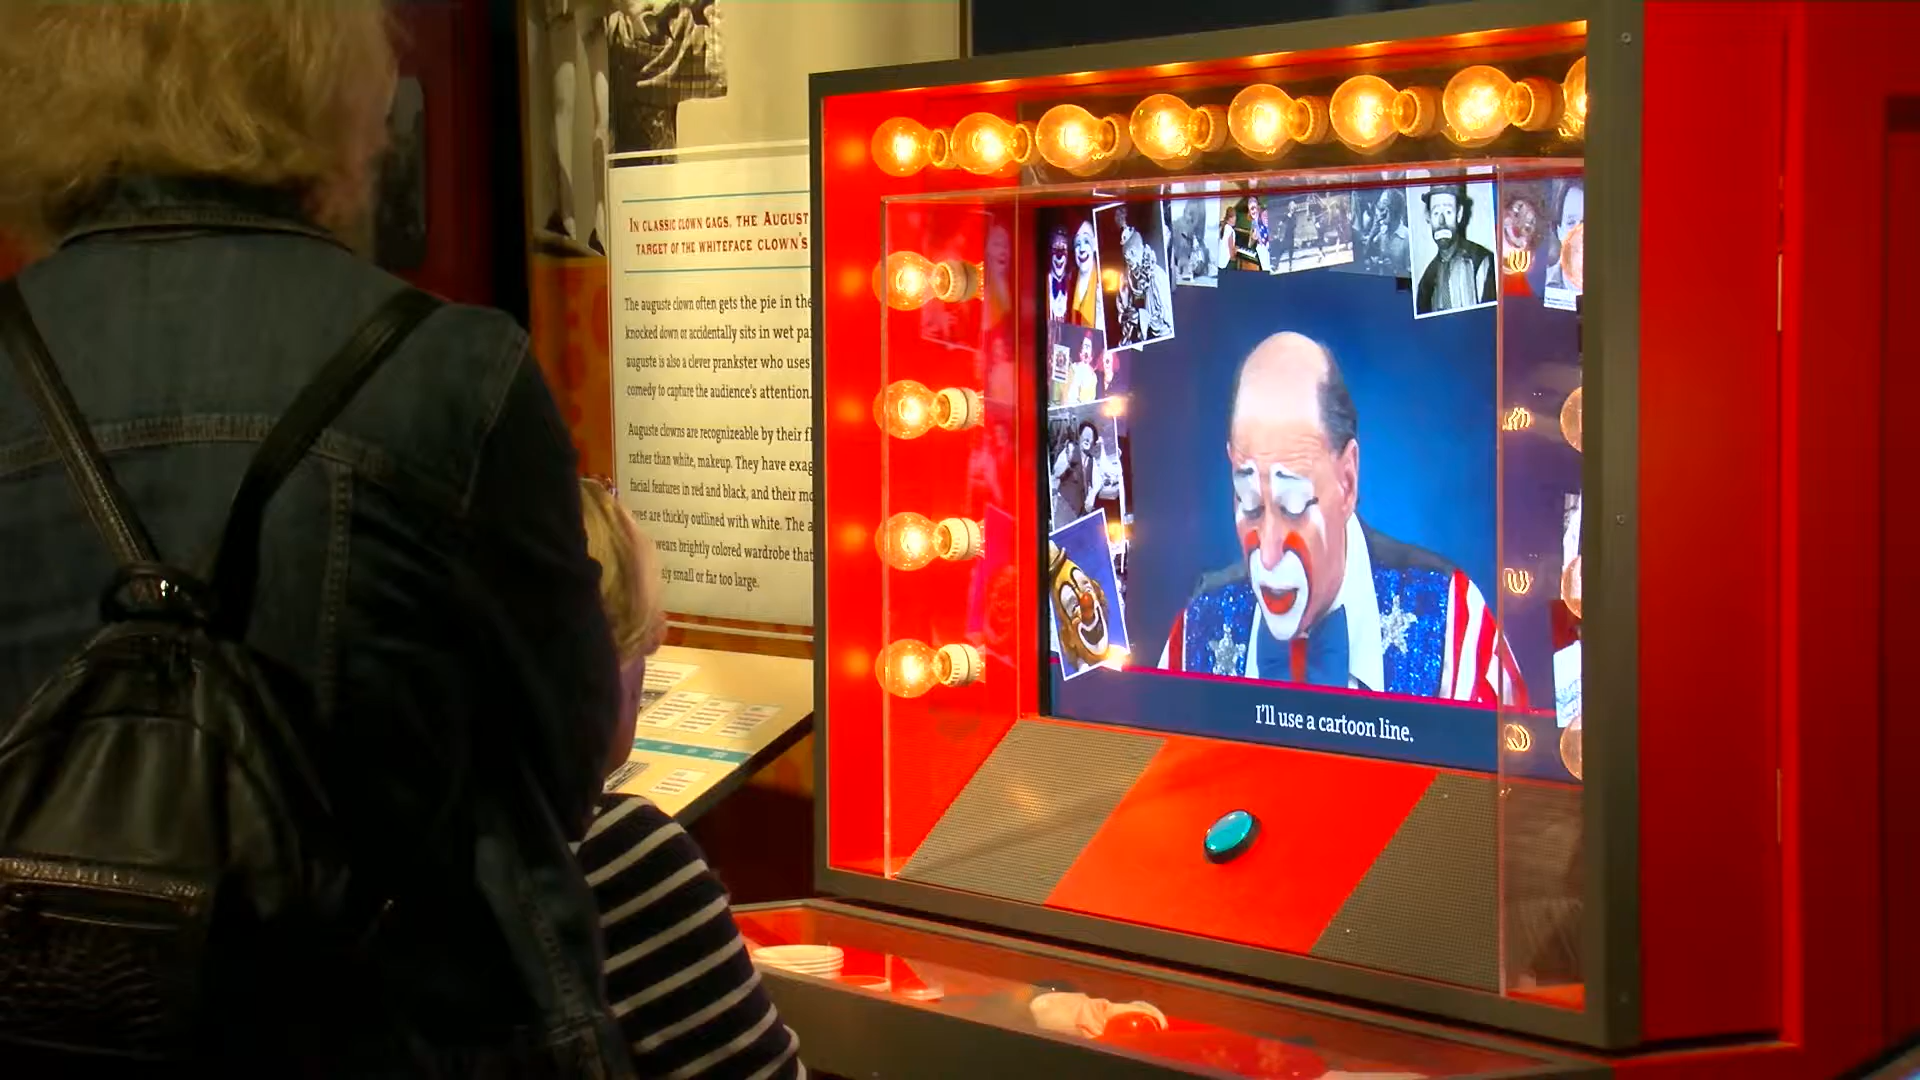 IN CLASSIC CLOWN GAGS, THE AUGUST
TARGET OF THE WHITEFACE CLOWN'S
The auguste clown often gets the pie in the
knocked down or accidentally sits in wet pa
auguste is also a clever prankster who uses
comedy to capture the audience's attention.
Auguste clowns are recognizeable by their fl
rather than white, makeup. They have exag
facial features in red and black, and their mo
eyes are thickly outlined with white. The a
wears brightly colored wardrobe that
small or far too large.
I'll use a cartoon line.